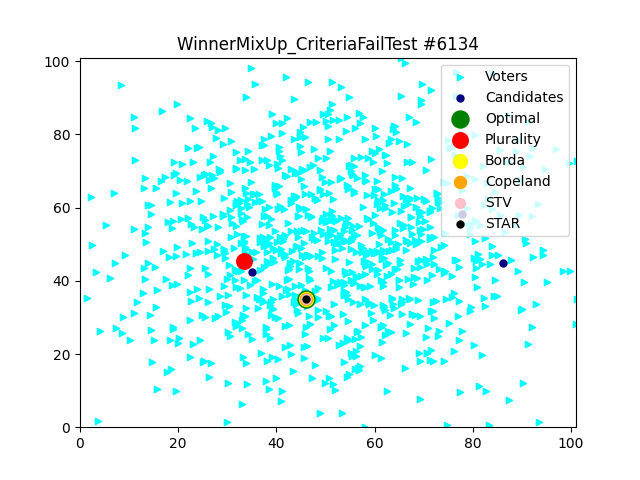 WinnerMixUp_CriteriaFailTest #6134
100
80
60
40
20
0
0
20
40
60
80
100
Voters
Candidates
Optimal
Plurality
Borda
Copeland
STV
STAR